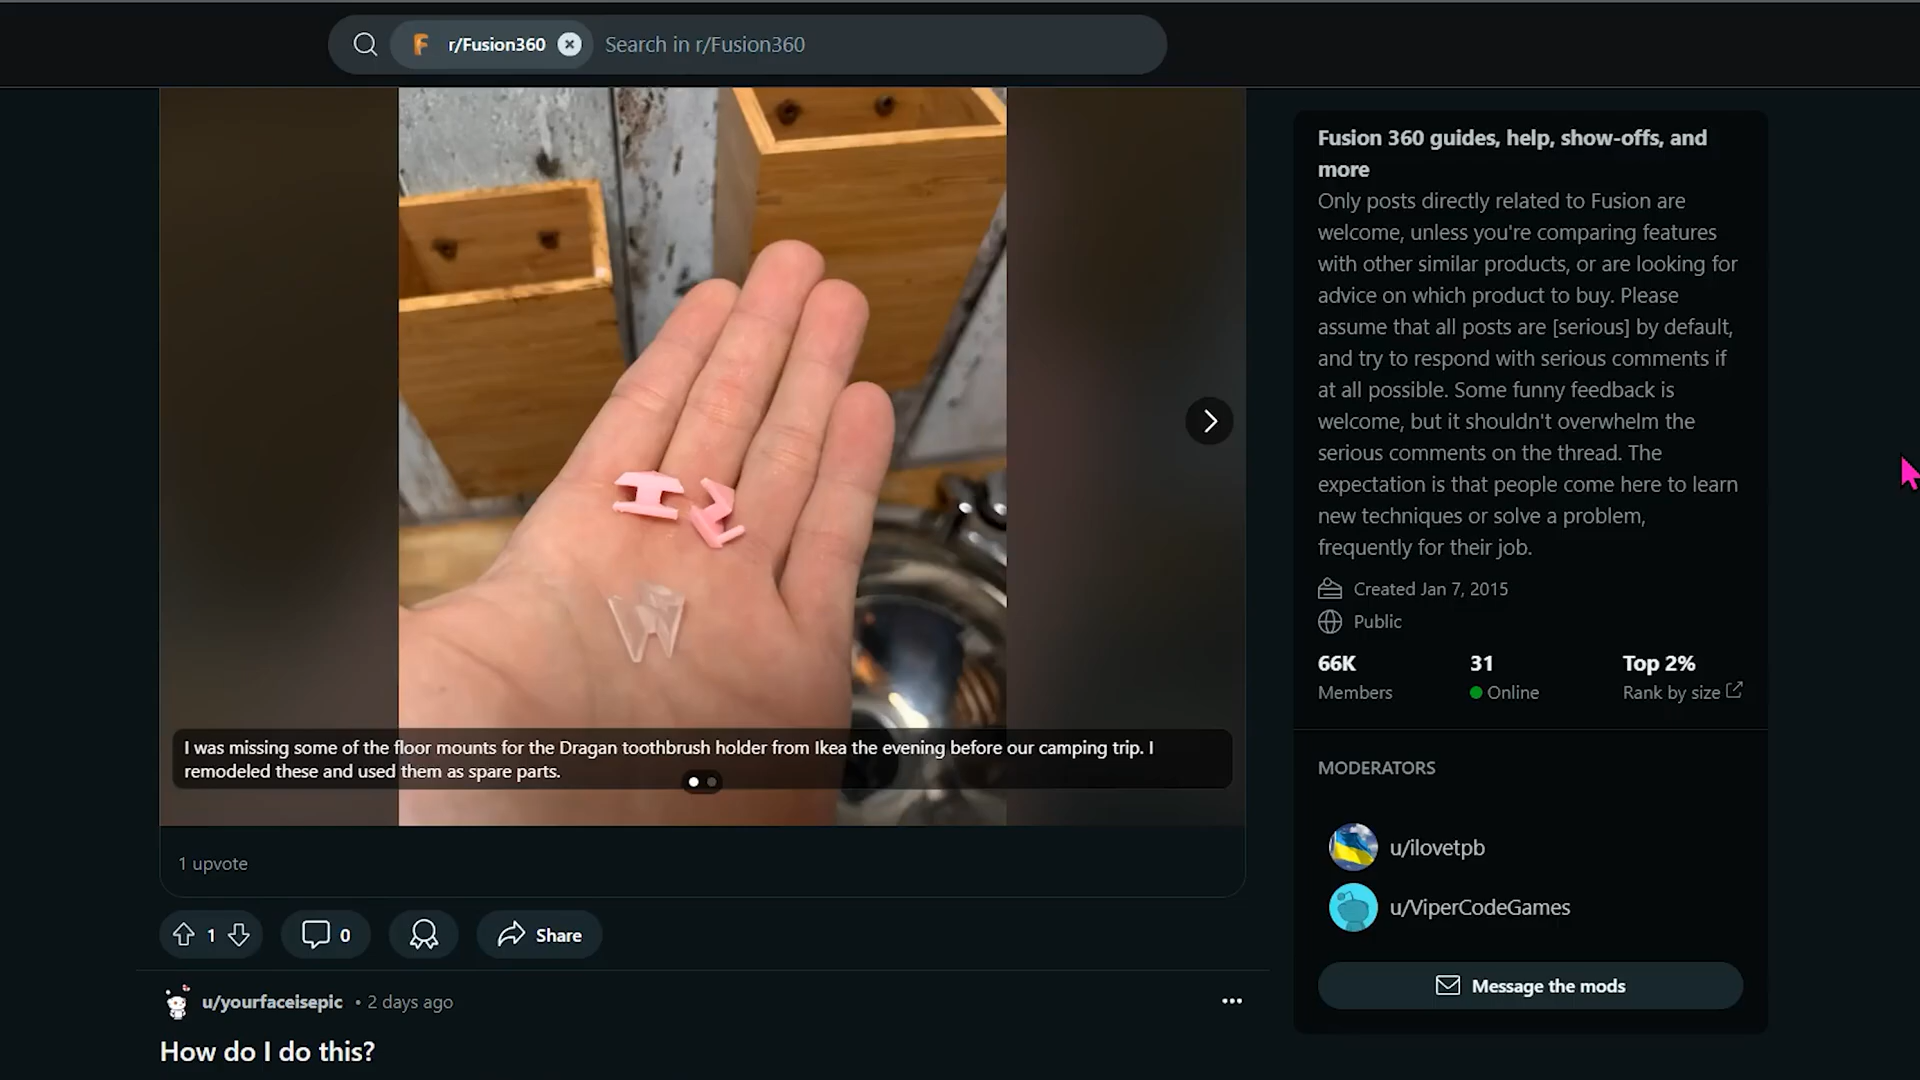 r/Fusion360 Search in r/Fusion360
I was missing some of the floor mounts for the Dragan toothbrush holder from Ikea the evening before our camping trip. I
remodeled these and used them as spare parts.
1 upvote
1 0 Share
u/yourfaceisepic • 2 days ago
How do I do this?
Fusion 360 guides, help, show-offs, and
more
Only posts directly related to Fusion are
welcome, unless you're comparing features
with other similar products, or are looking for
advice on which product to buy. Please
assume that all posts are [serious] by default,
and try to respond with serious comments if
at all possible. Some funny feedback is
welcome, but it shouldn't overwhelm the
serious comments on the thread. The
expectation is that people come here to learn
new techniques or solve a problem,
frequently for their job.
Created Jan 7, 2015
Public
66K 31 Top 2%
Members Online Rank by size
MODERATORS
u/ilovetpb
u/ViperCodeGames
Message the mods